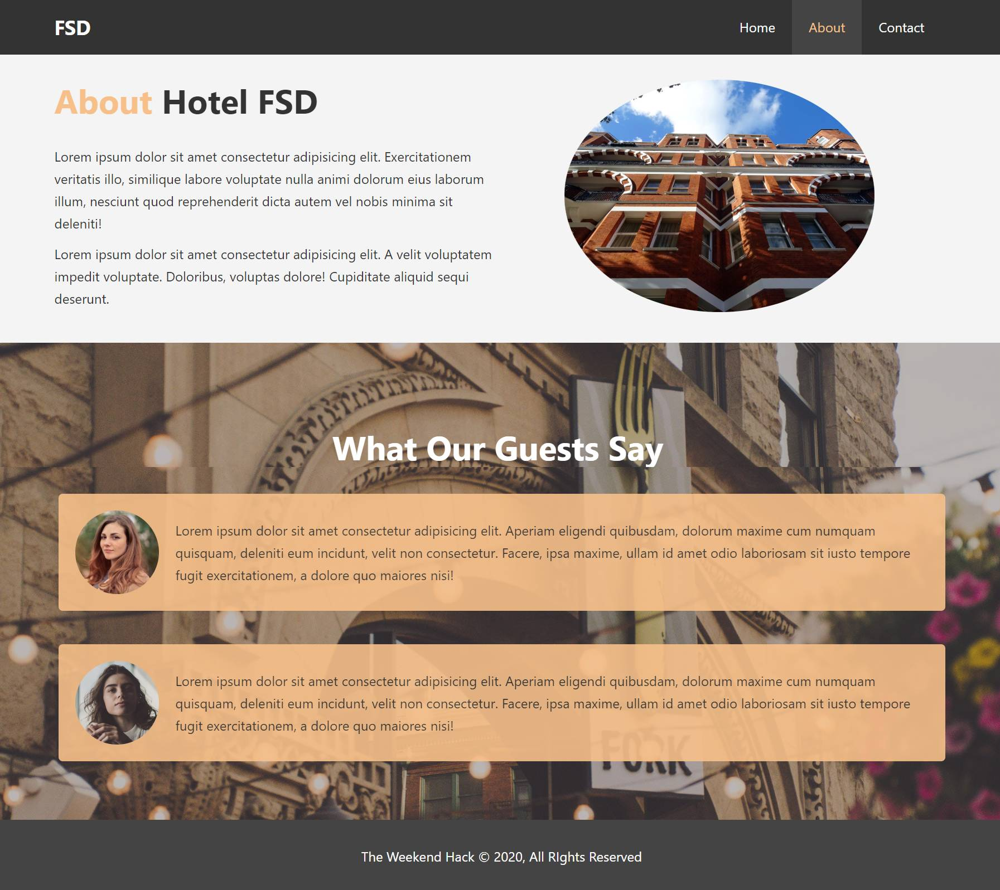 FSD
Home
About
Contact
About Hotel FSD
Lorem ipsum dolor sit amet consectetur adipisicing elit. Exercitationem
veritatis illo, similique labore voluptate nulla animi dolorum eius laborum
illum, nesciunt quod reprehenderit dicta autem vel nobis minima sit
deleniti!
Lorem ipsum dolor sit amet consectetur adipisicing elit. A velit voluptatem
impedit voluptate. Doloribus, voluptas dolore! Cupiditate aliquid sequi
deserunt.
What Our Guests Say
Lorem ipsum dolor sit amet consectetur adipisicing elit. Aperiam eligendi quibusdam, dolorum maxime cum numquam
quisquam, deleniti eum incidunt, velit non consectetur. Facere, ipsa maxime, ullam id amet odio laboriosam sit iusto tempore
fugit exercitationem, a dolore quo maiores nisi!
Lorem ipsum dolor sit amet consectetur adipisicing elit. Aperiam eligendi quibusdam, dolorum maxime cum numquam
quisquam, deleniti eum incidunt, velit non consectetur. Facere, ipsa maxime, ullam id amet odio laboriosam sit iusto tempore
fugit exercitationem, a dolore quo maiores nisi!
FORK
The Weekend Hack © 2020, All RIghts Reserved